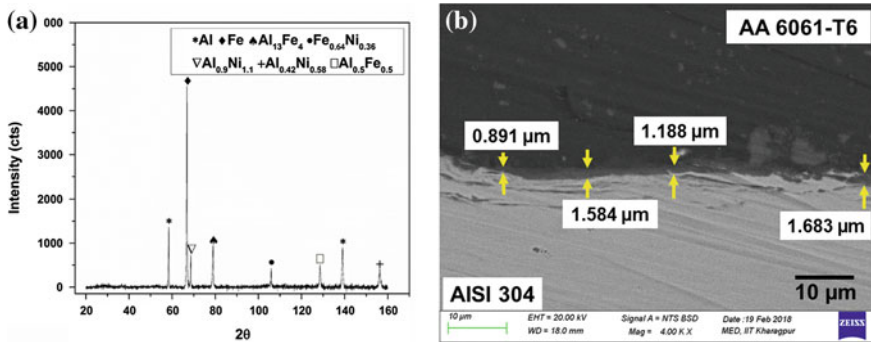 (a)
000
5000
4000
3000
2000
1000
0
Intensity (cts)
20 40 60 80 100 120 140 160
2θ
*Al ♦Fe ♠Al13Fe4 ●Fe0.64Ni0.36
▽Al0.9Ni1.1 +Al0.42Ni0.58 □Al0.5Fe0.5
(b)
AA 6061-T6
0.891 µm
1.188 µm
1.584 µm
1.683 µm
AISI 304
10 µm
10 µm
EHT = 20.00 kV
Signal A = NTS BSD
Date :19 Feb 2018
WD = 18.0 mm
Mag = 4.00 K X
MED, IIT Kharagpur
ZEISS